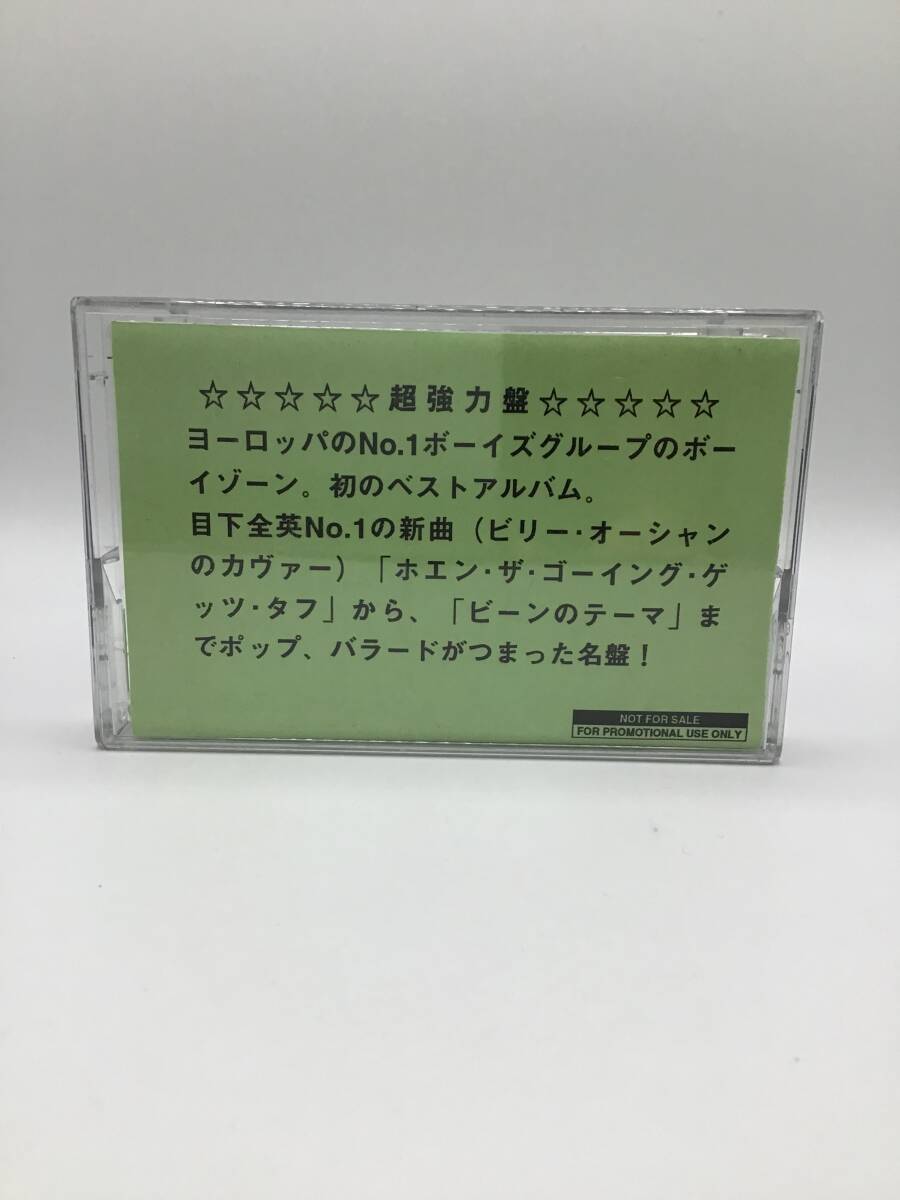 ☆☆☆☆☆超強力盤☆☆☆☆☆
ヨーロッパのNo.1ボーイズグループのボー
イゾーン。初のベストアルバム。
目下全英No.1の新曲（ビリー・オーシャン
のカヴァー）「ホエン・ザ・ゴーイング・ゲ
ッツ・タフ」から、「ビーンのテーマ」ま
でポップ、バラードがつまった名盤！
NOT FOR SALE
FOR PROMOTIONAL USE ONLY